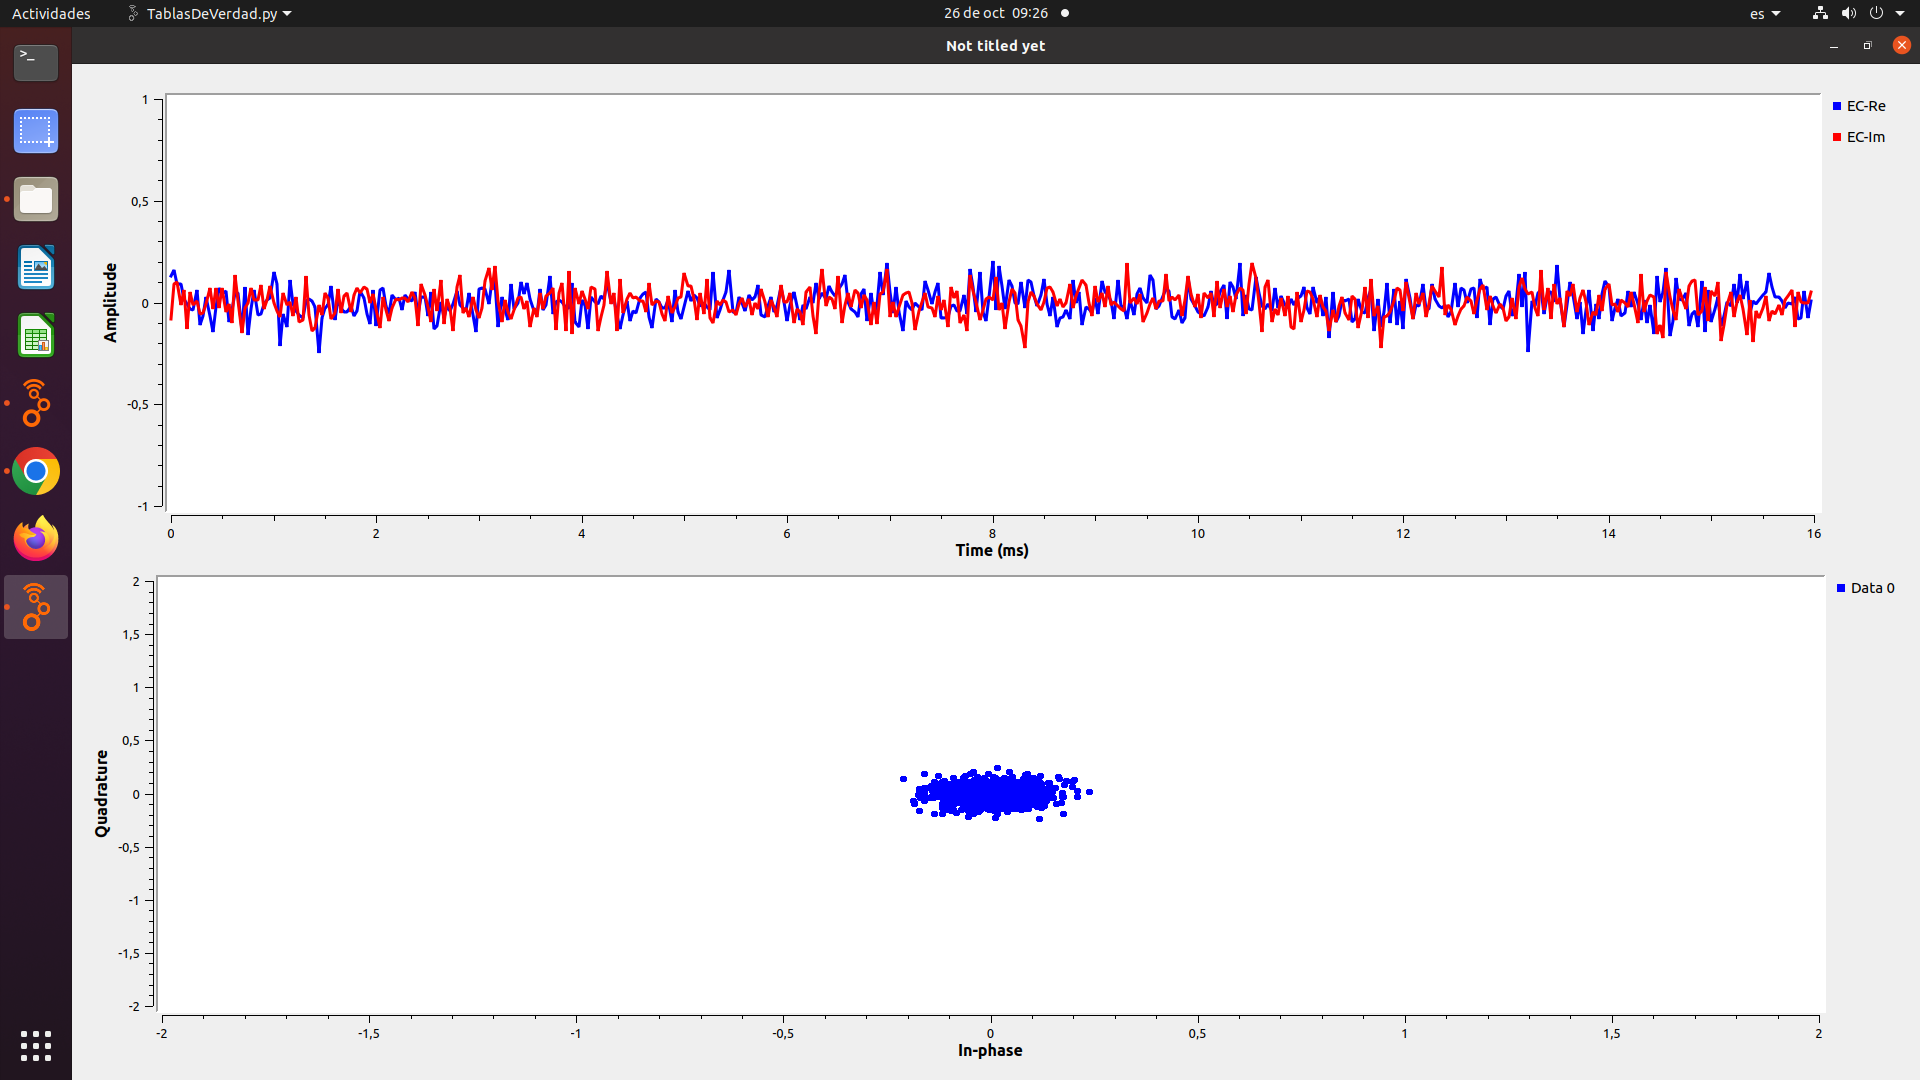 Actividades TablasDeVerdad.py 26 de oct 09:26 es
Not titled yet
>_
1
0,5
0
-0,5
-1
Amplitude
0 2 4 6 8 10 12 14 16
Time (ms)
EC-Re
EC-Im
2
1,5
1
0,5
0
-0,5
-1
-1,5
-2
Quadrature
-2 -1,5 -1 -0,5 0 0,5 1 1,5 2
In-phase
Data 0